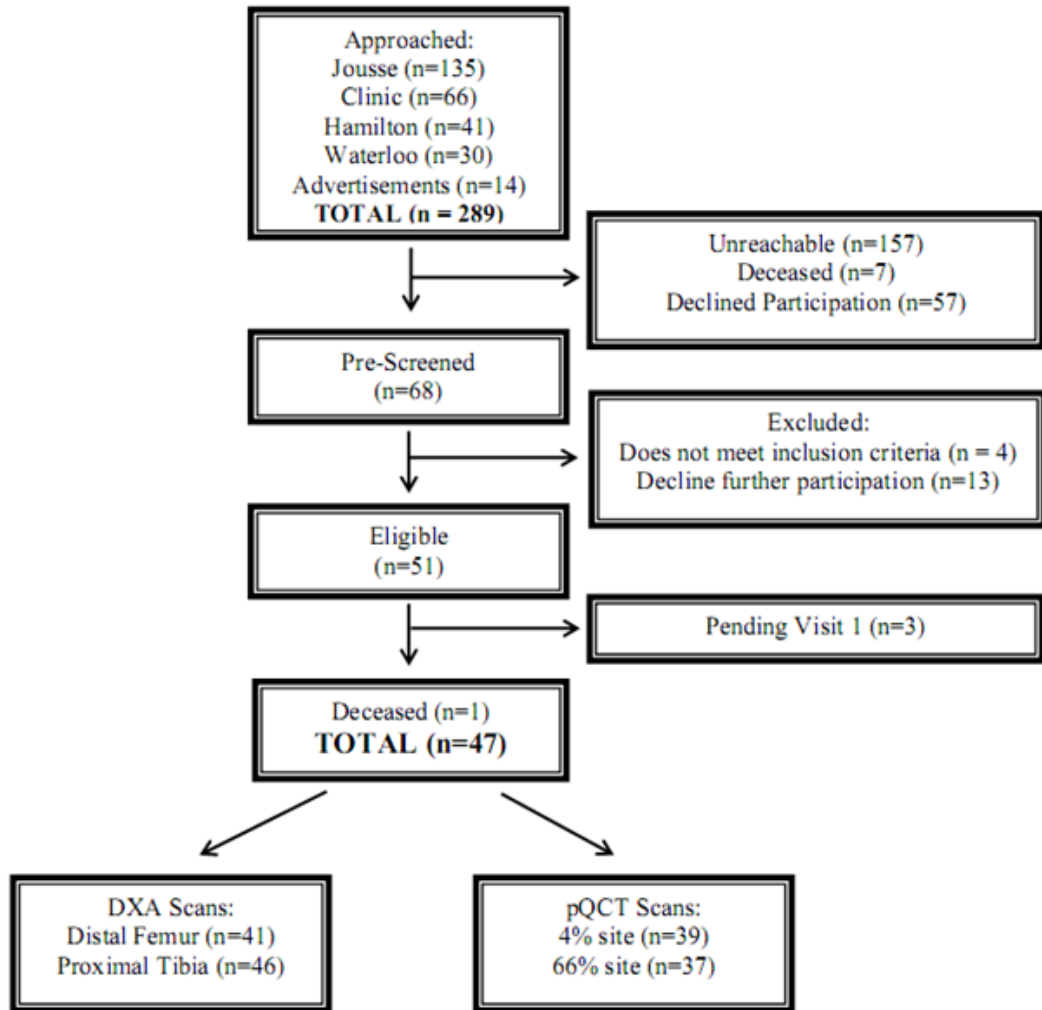 Approached:
Jousse (n=135)
Clinic (n=66)
Hamilton (n=41)
Waterloo (n=30)
Advertisements (n=14)
TOTAL (n = 289)
Unreachable (n=157)
Deceased (n=7)
Declined Participation (n=57)
Pre-Screened
(n=68)
Excluded:
Does not meet inclusion criteria (n = 4)
Decline further participation (n=13)
Eligible
(n=51)
Pending Visit 1 (n=3)
Deceased (n=1)
TOTAL (n=47)
DXA Scans:
Distal Femur (n=41)
Proximal Tibia (n=46)
pQCT Scans:
4% site (n=39)
66% site (n=37)